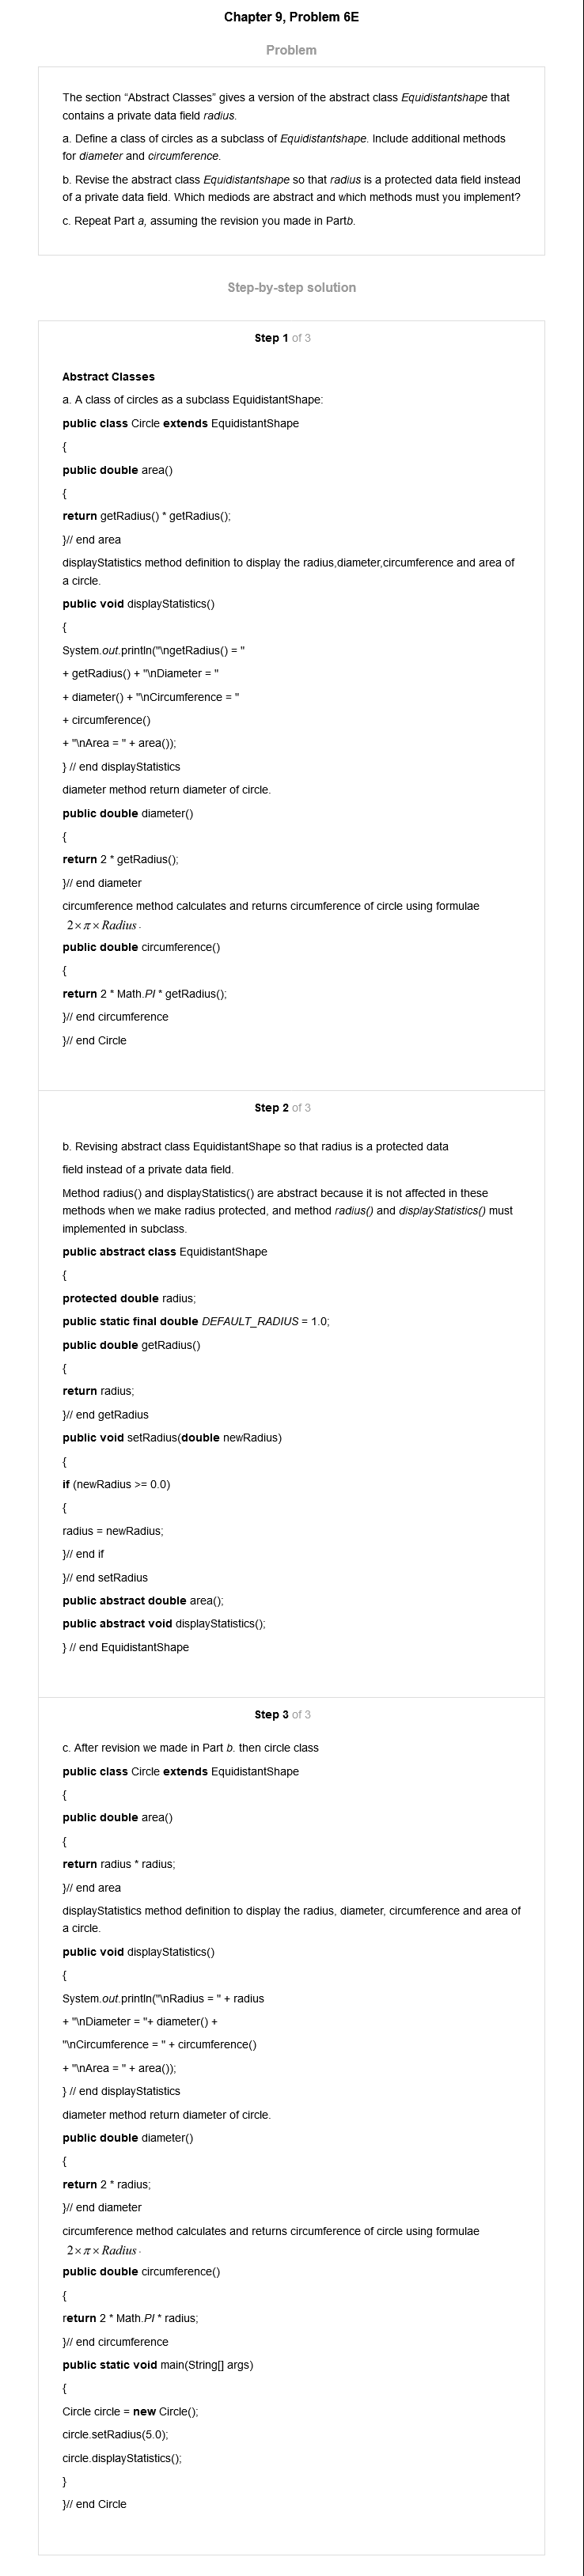 Chapter 9, Problem 6E
Problem
The section “Abstract Classes” gives a version of the abstract class Equidistantshape that
contains a private data field radius.
a. Define a class of circles as a subclass of Equidistantshape. Include additional methods
for diameter and circumference.
b. Revise the abstract class Equidistantshape so that radius is a protected data field instead
of a private data field. Which mediods are abstract and which methods must you implement?
c. Repeat Part a, assuming the revision you made in Partb.
Step-by-step solution
Step 1 of 3
Abstract Classes
a. A class of circles as a subclass EquidistantShape:
public class Circle extends EquidistantShape
{
public double area()
{
return getRadius() * getRadius();
}// end area
displayStatistics method definition to display the radius,diameter,circumference and area of
a circle.
public void displayStatistics()
{
System.out.println("\ngetRadius() = "
+ getRadius() + "\nDiameter = "
+ diameter() + "\nCircumference = "
+ circumference()
+ "\nArea = " + area());
} // end displayStatistics
diameter method return diameter of circle.
public double diameter()
{
return 2 * getRadius();
}// end diameter
circumference method calculates and returns circumference of circle using formulae
2×π×Radius.
public double circumference()
{
return 2 * Math.PI * getRadius();
}// end circumference
}// end Circle
Step 2 of 3
b. Revising abstract class EquidistantShape so that radius is a protected data
field instead of a private data field.
Method radius() and displayStatistics() are abstract because it is not affected in these
methods when we make radius protected, and method radius() and displayStatistics() must
implemented in subclass.
public abstract class EquidistantShape
{
protected double radius;
public static final double DEFAULT_RADIUS = 1.0;
public double getRadius()
{
return radius;
}// end getRadius
public void setRadius(double newRadius)
{
if (newRadius >= 0.0)
{
radius = newRadius;
}// end if
}// end setRadius
public abstract double area();
public abstract void displayStatistics();
} // end EquidistantShape
Step 3 of 3
c. After revision we made in Part b. then circle class
public class Circle extends EquidistantShape
{
public double area()
{
return radius * radius;
}// end area
displayStatistics method definition to display the radius, diameter, circumference and area of
a circle.
public void displayStatistics()
{
System.out.println("\nRadius = " + radius
+ "\nDiameter = "+ diameter() +
"\nCircumference = " + circumference()
+ "\nArea = " + area());
} // end displayStatistics
diameter method return diameter of circle.
public double diameter()
{
return 2 * radius;
}// end diameter
circumference method calculates and returns circumference of circle using formulae
2×π×Radius.
public double circumference()
{
return 2 * Math.PI * radius;
}// end circumference
public static void main(String[] args)
{
Circle circle = new Circle();
circle.setRadius(5.0);
circle.displayStatistics();
}
}// end Circle